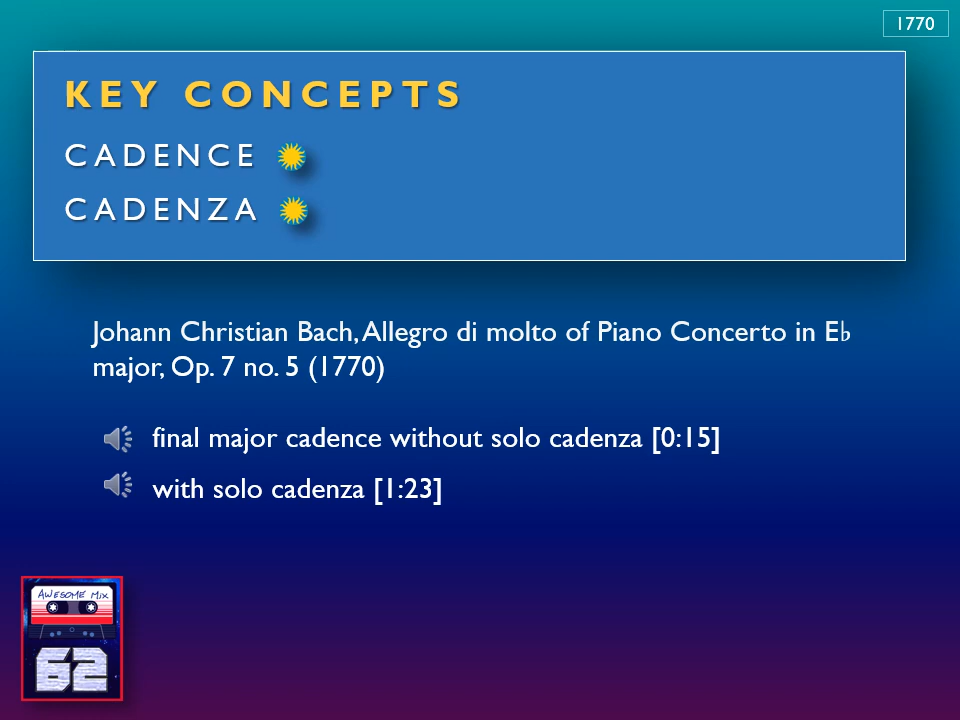 1770
KEY CONCEPTS
CADENCE
CADENZA
Johann Christian Bach, Allegro di molto of Piano Concerto in E♭
major, Op. 7 no. 5 (1770)
final major cadence without solo cadenza [0:15]
with solo cadenza [1:23]
AWESOME MIX
62